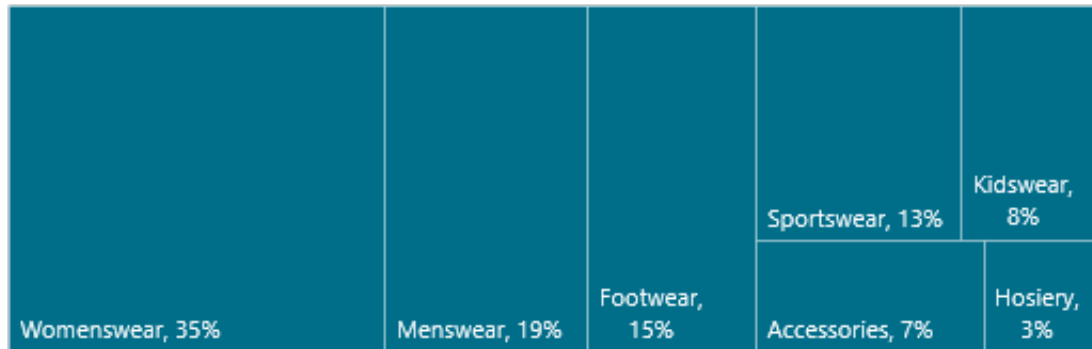 Womenswear, 35%
Menswear, 19%
Footwear,
15%
Sportswear, 13%
Kidswear,
8%
Accessories, 7%
Hosiery,
3%